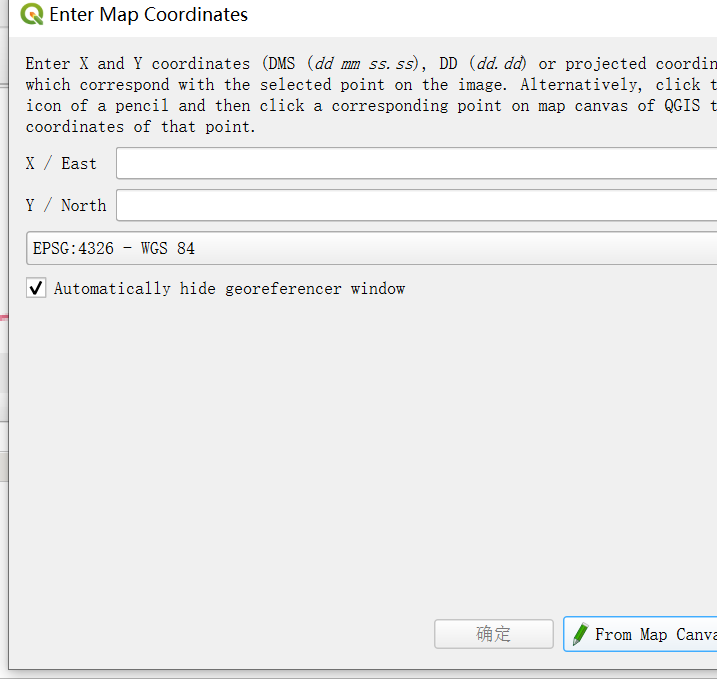 Enter Map Coordinates
Enter X and Y coordinates (DMS (dd mm ss.ss), DD (dd.dd) or projected coordin
which correspond with the selected point on the image. Alternatively, click t
icon of a pencil and then click a corresponding point on map canvas of QGIS t
coordinates of that point.
X / East
Y / North
EPSG:4326 - WGS 84
Automatically hide georeferencer window
确定
From Map Canva